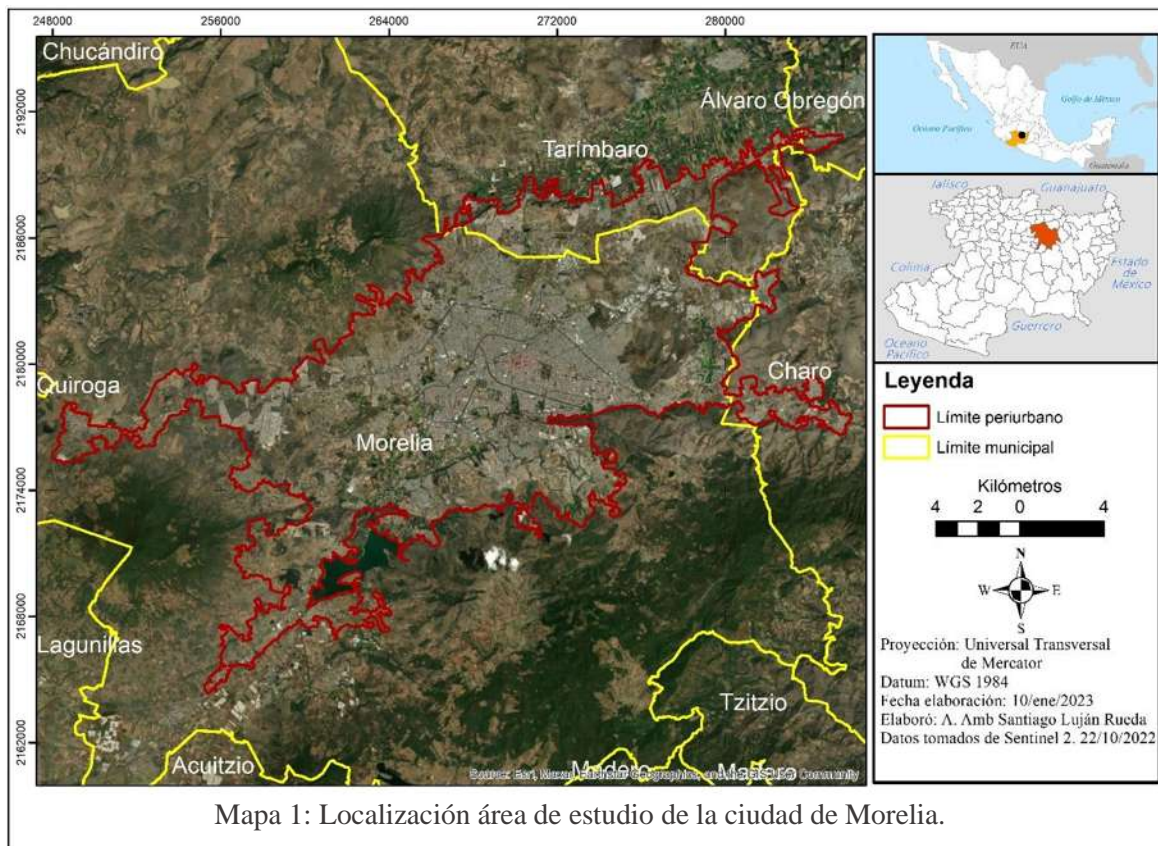 248000 256000 264000 272000 280000
Chucándiro
Álvaro Obregón
Tarímbaro
Quiroga
Charo
Morelia
Lagunillas
Tzitzio
Acuitzio
Madero
Madero
2192000
2186000
2180000
2174000
2168000
2162000
Source: Esri, Maxar, Earthstar Geographics, and the GIS User Community
EUA
Golfo de México
Océano Pacífico
Guatemala
Jalisco
Guanajuato
Colima
Estado
de
México
Guerrero
Oceano
Pacífico
Leyenda
Límite periurbano
Límite municipal
Kilómetros
4 2 0 4
N
W E
S
Proyección: Universal Transversal
de Mercator
Datum: WGS 1984
Fecha elaboración: 10/ene/2023
Elaboró: A. Amb Santiago Luján Rueda
Datos tomados de Sentinel 2. 22/10/2022
Mapa 1: Localización área de estudio de la ciudad de Morelia.